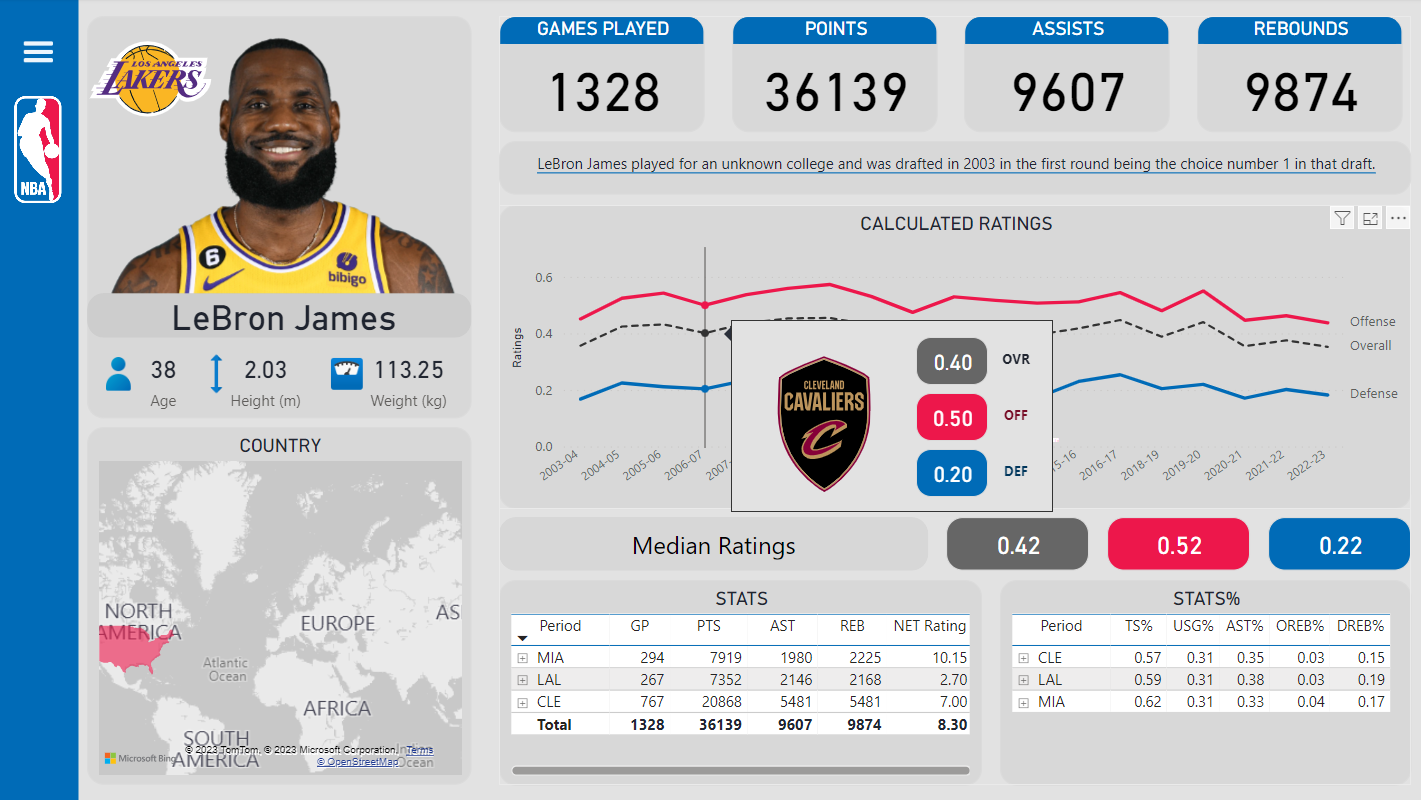 LOS ANGELES
LAKERS
NBA
6
bibigo
LeBron James
38
Age
2.03
Height (m)
113.25
Weight (kg)
COUNTRY
NORTH
AMERICA
EUROPE
AS
Atlantic
Ocean
AFRICA
SOUTH
AMERICA
© 2023 TomTom, © 2023 Microsoft Corporation, Terms
Microsoft Bing
© OpenStreetMap
Ocean
GAMES PLAYED
1328
POINTS
36139
ASSISTS
9607
REBOUNDS
9874
LeBron James played for an unknown college and was drafted in 2003 in the first round being the choice number 1 in that draft.
CALCULATED RATINGS
Ratings
0.6
0.4
0.2
0.0
2003-04 2004-05 2005-06 2006-07 2007- 15-16 2016-17 2018-19 2019-20 2020-21 2021-22 2022-23
Offense
Overall
Defense
CLEVELAND
CAVALIERS
C
0.40 OVR
0.50 OFF
0.20 DEF
Median Ratings 0.42 0.52 0.22
STATS
Period GP PTS AST REB NET Rating
MIA 294 7919 1980 2225 10.15
LAL 267 7352 2146 2168 2.70
CLE 767 20868 5481 5481 7.00
Total 1328 36139 9607 9874 8.30
STATS%
Period TS% USG% AST% OREB% DREB%
CLE 0.57 0.31 0.35 0.03 0.15
LAL 0.59 0.31 0.38 0.03 0.19
MIA 0.62 0.31 0.33 0.04 0.17